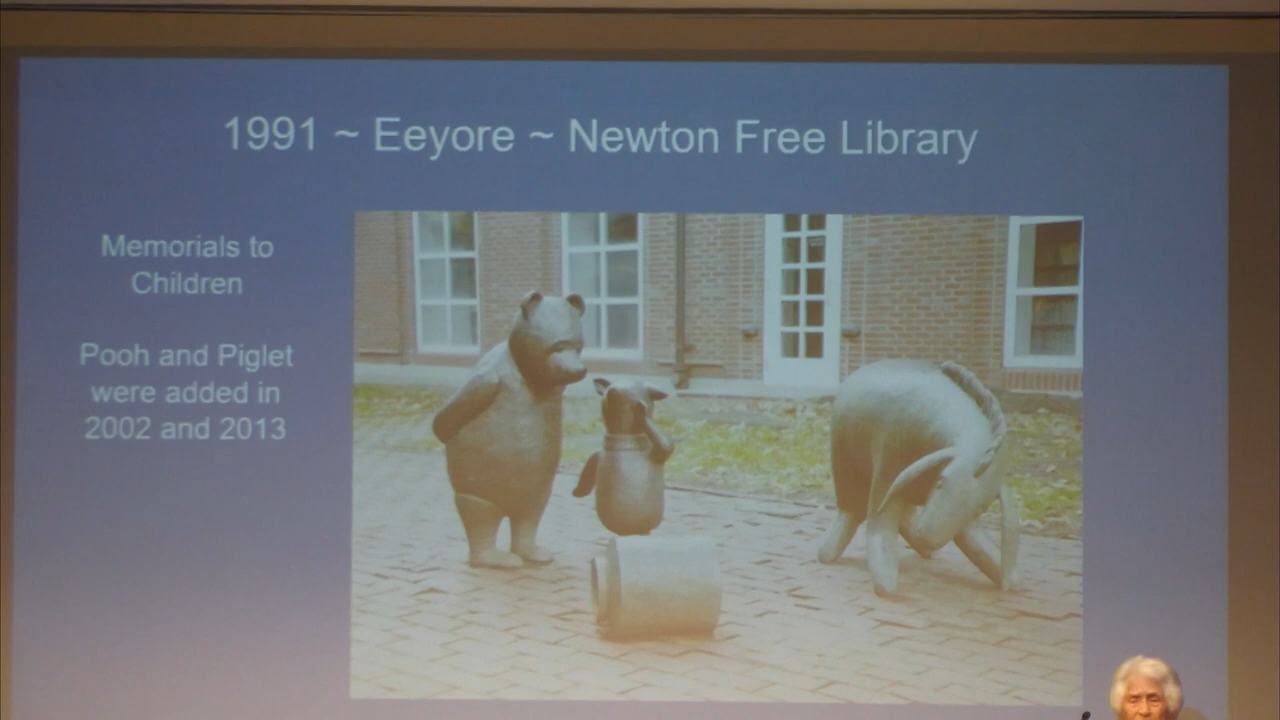 1991 ~ Eeyore ~ Newton Free Library
Memorials to
Children
Pooh and Piglet
were added in
2002 and 2013